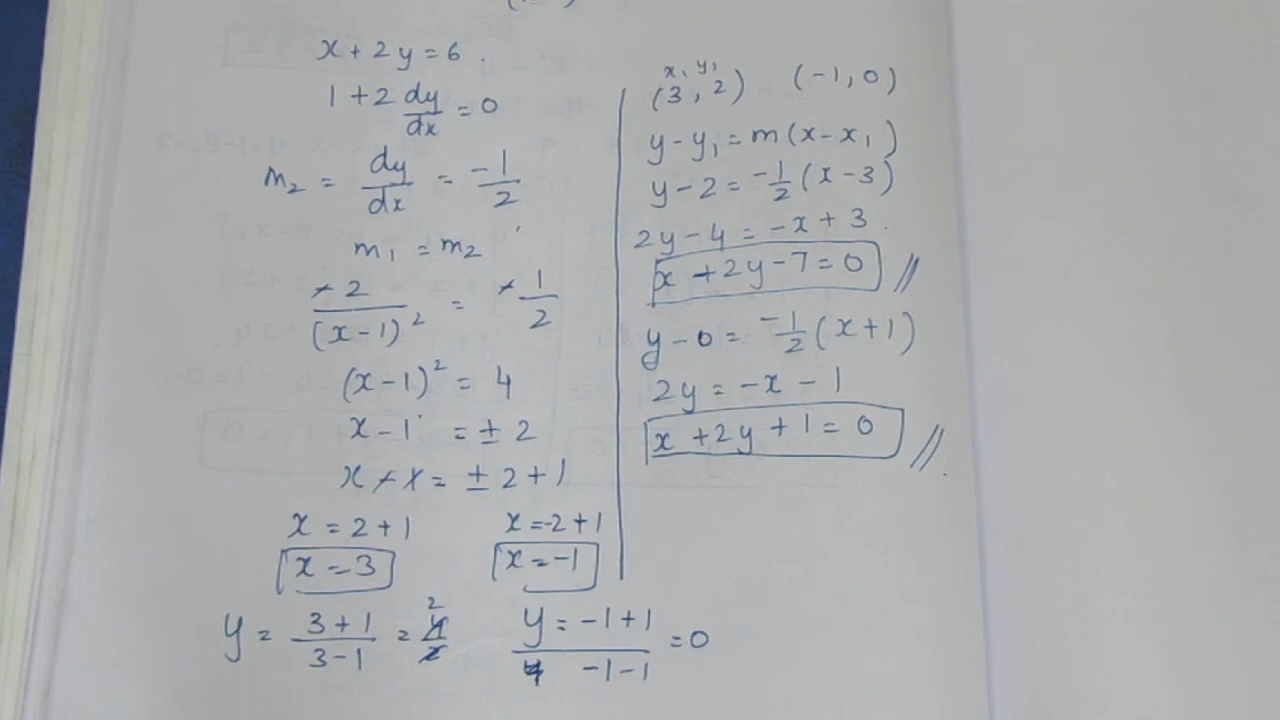 x + 2y = 6 .
1 + 2 dy/dx = 0
m₂ = dy/dx = -1/2
m₁ = m₂
-2/(x-1)² = -1/2
(x-1)² = 4
x - 1 = ± 2
x - x = ± 2 + 1
x = 2 + 1 x = -2 + 1
x = 3 x = -1
y = 3+1/3-1 = 4/2 2 y = -1+1/-1-1 = 0
x₁ y₁
(3, 2) (-1, 0)
y - y₁ = m(x - x₁)
y - 2 = -1/2 (x - 3)
2y - 4 = -x + 3 .
x + 2y - 7 = 0 //
y - 0 = -1/2 (x + 1)
2y = -x - 1
x + 2y + 1 = 0 //.